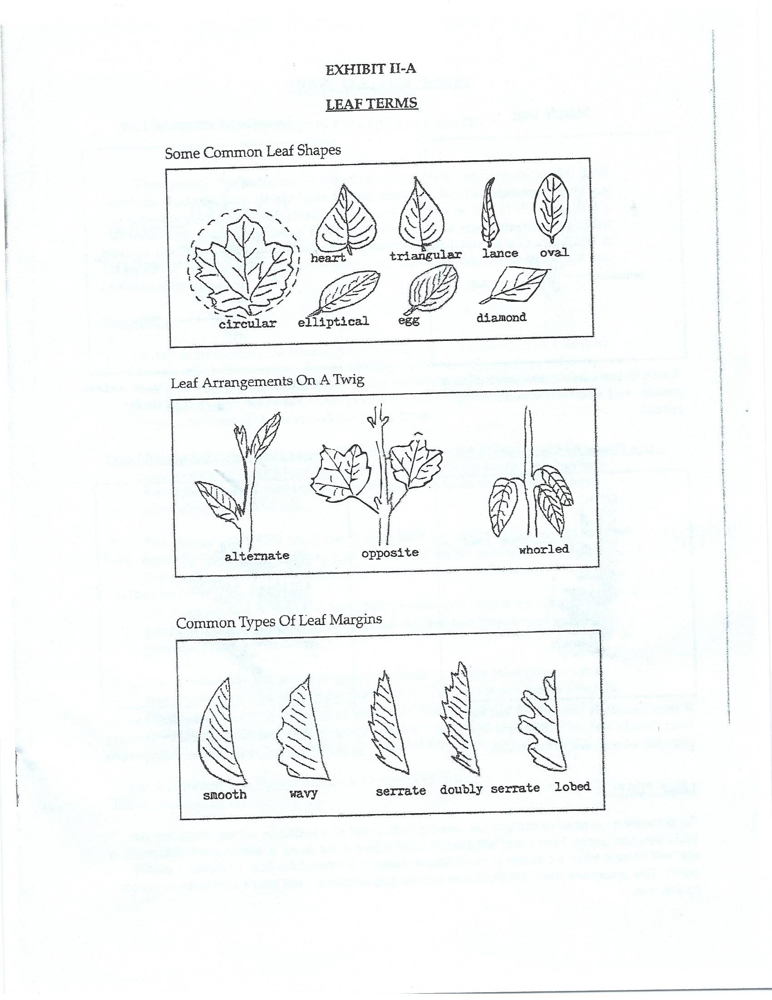 EXHIBIT II-A
LEAF TERMS
Some Common Leaf Shapes
heart triangular lance oval
circular elliptical egg diamond
Leaf Arrangements On A Twig
alternate opposite whorled
Common Types Of Leaf Margins
smooth wavy serrate doubly serrate lobed